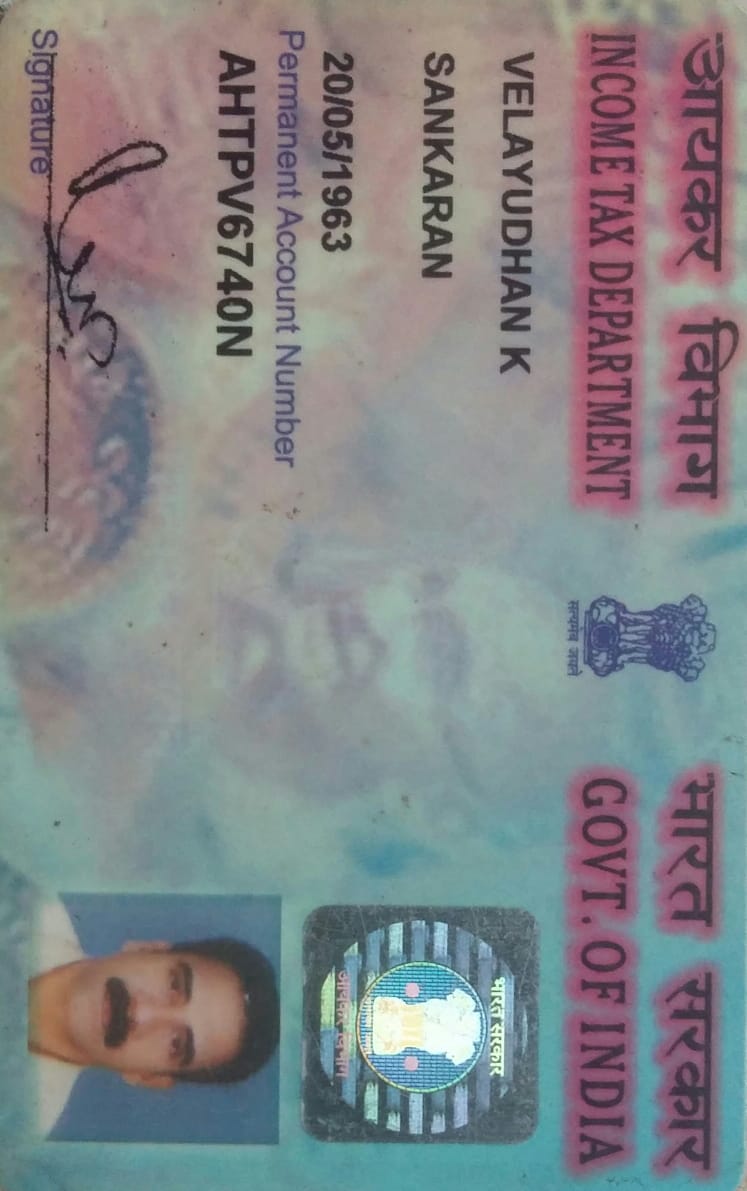 आयकर विभाग
INCOME TAX DEPARTMENT
सत्यमेव जयते
भारत सरकार
GOVT. OF INDIA
VELAYUDHAN K
SANKARAN
20/05/1963
Permanent Account Number
AHTPV6740N
Signature
भारत सरकार
आयकर विभाग